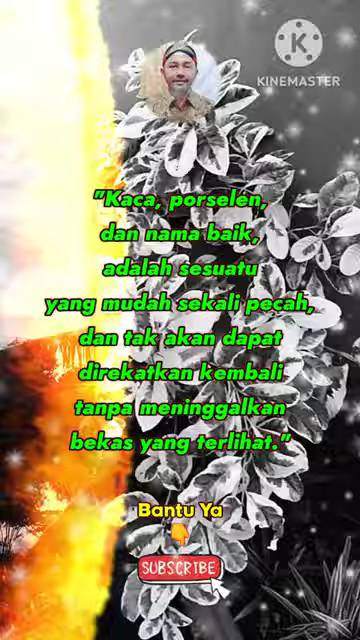 KINEMASTER
"Kaca, porselen,
dan nama baik,
adalah sesuatu
yang mudah sekali pecah,
dan tak akan dapat
direkatkan kembali
tanpa meninggalkan
bekas yang terlihat."
Bantu Ya
SUBSCRIBE